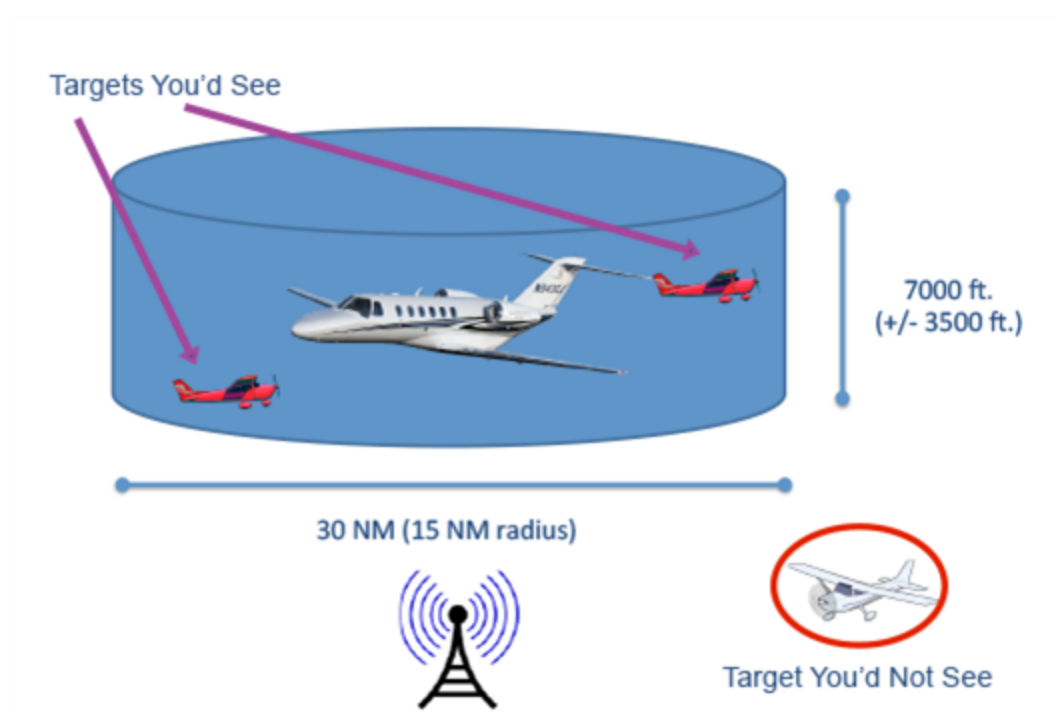 Targets You'd See
7000 ft.
(+/- 3500 ft.)
30 NM (15 NM radius)
Target You'd Not See